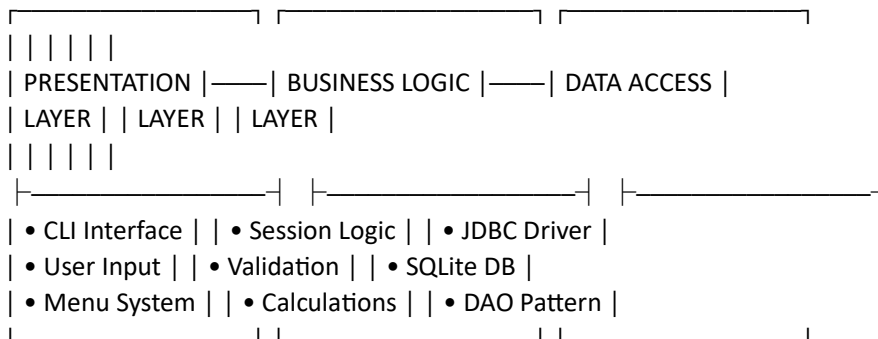 | | | | | |
| PRESENTATION |——| BUSINESS LOGIC |——| DATA ACCESS |
| LAYER | | LAYER | | LAYER |
| | | | | |
| • CLI Interface | | • Session Logic | | • JDBC Driver |
| • User Input | | • Validation | | • SQLite DB |
| • Menu System | | • Calculations | | • DAO Pattern |